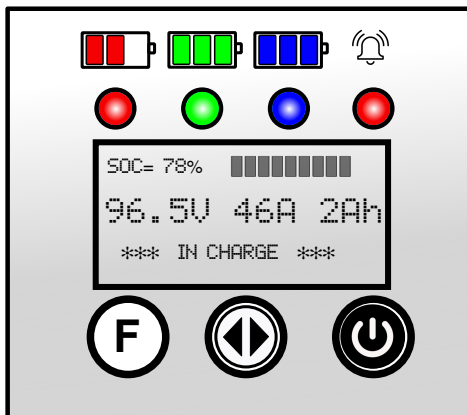 SOC= 78%
96.5V 46A 2Ah
*** IN CHARGE ***
F